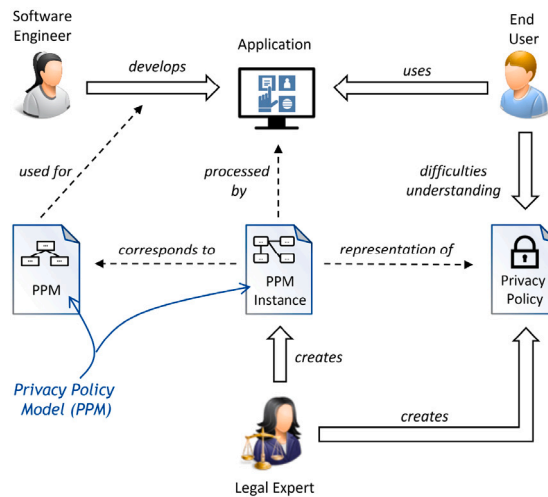 Software
Engineer
Application
End
User
develops
uses
used for
processed
by
difficulties
understanding
PPM
corresponds to
PPM
Instance
representation of
Privacy
Policy
creates
Privacy Policy
Model (PPM)
creates
Legal Expert